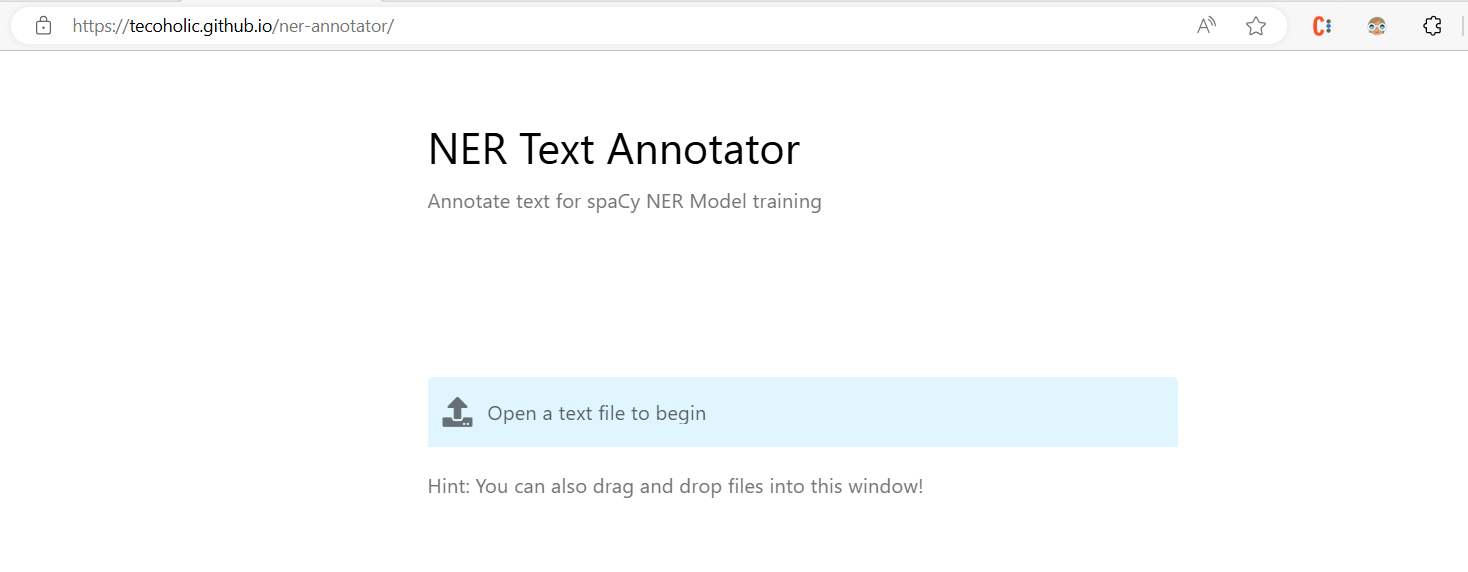 https://tecoholic.github.io/ner-annotator/
NER Text Annotator
Annotate text for spaCy NER Model training
Open a text file to begin
Hint: You can also drag and drop files into this window!